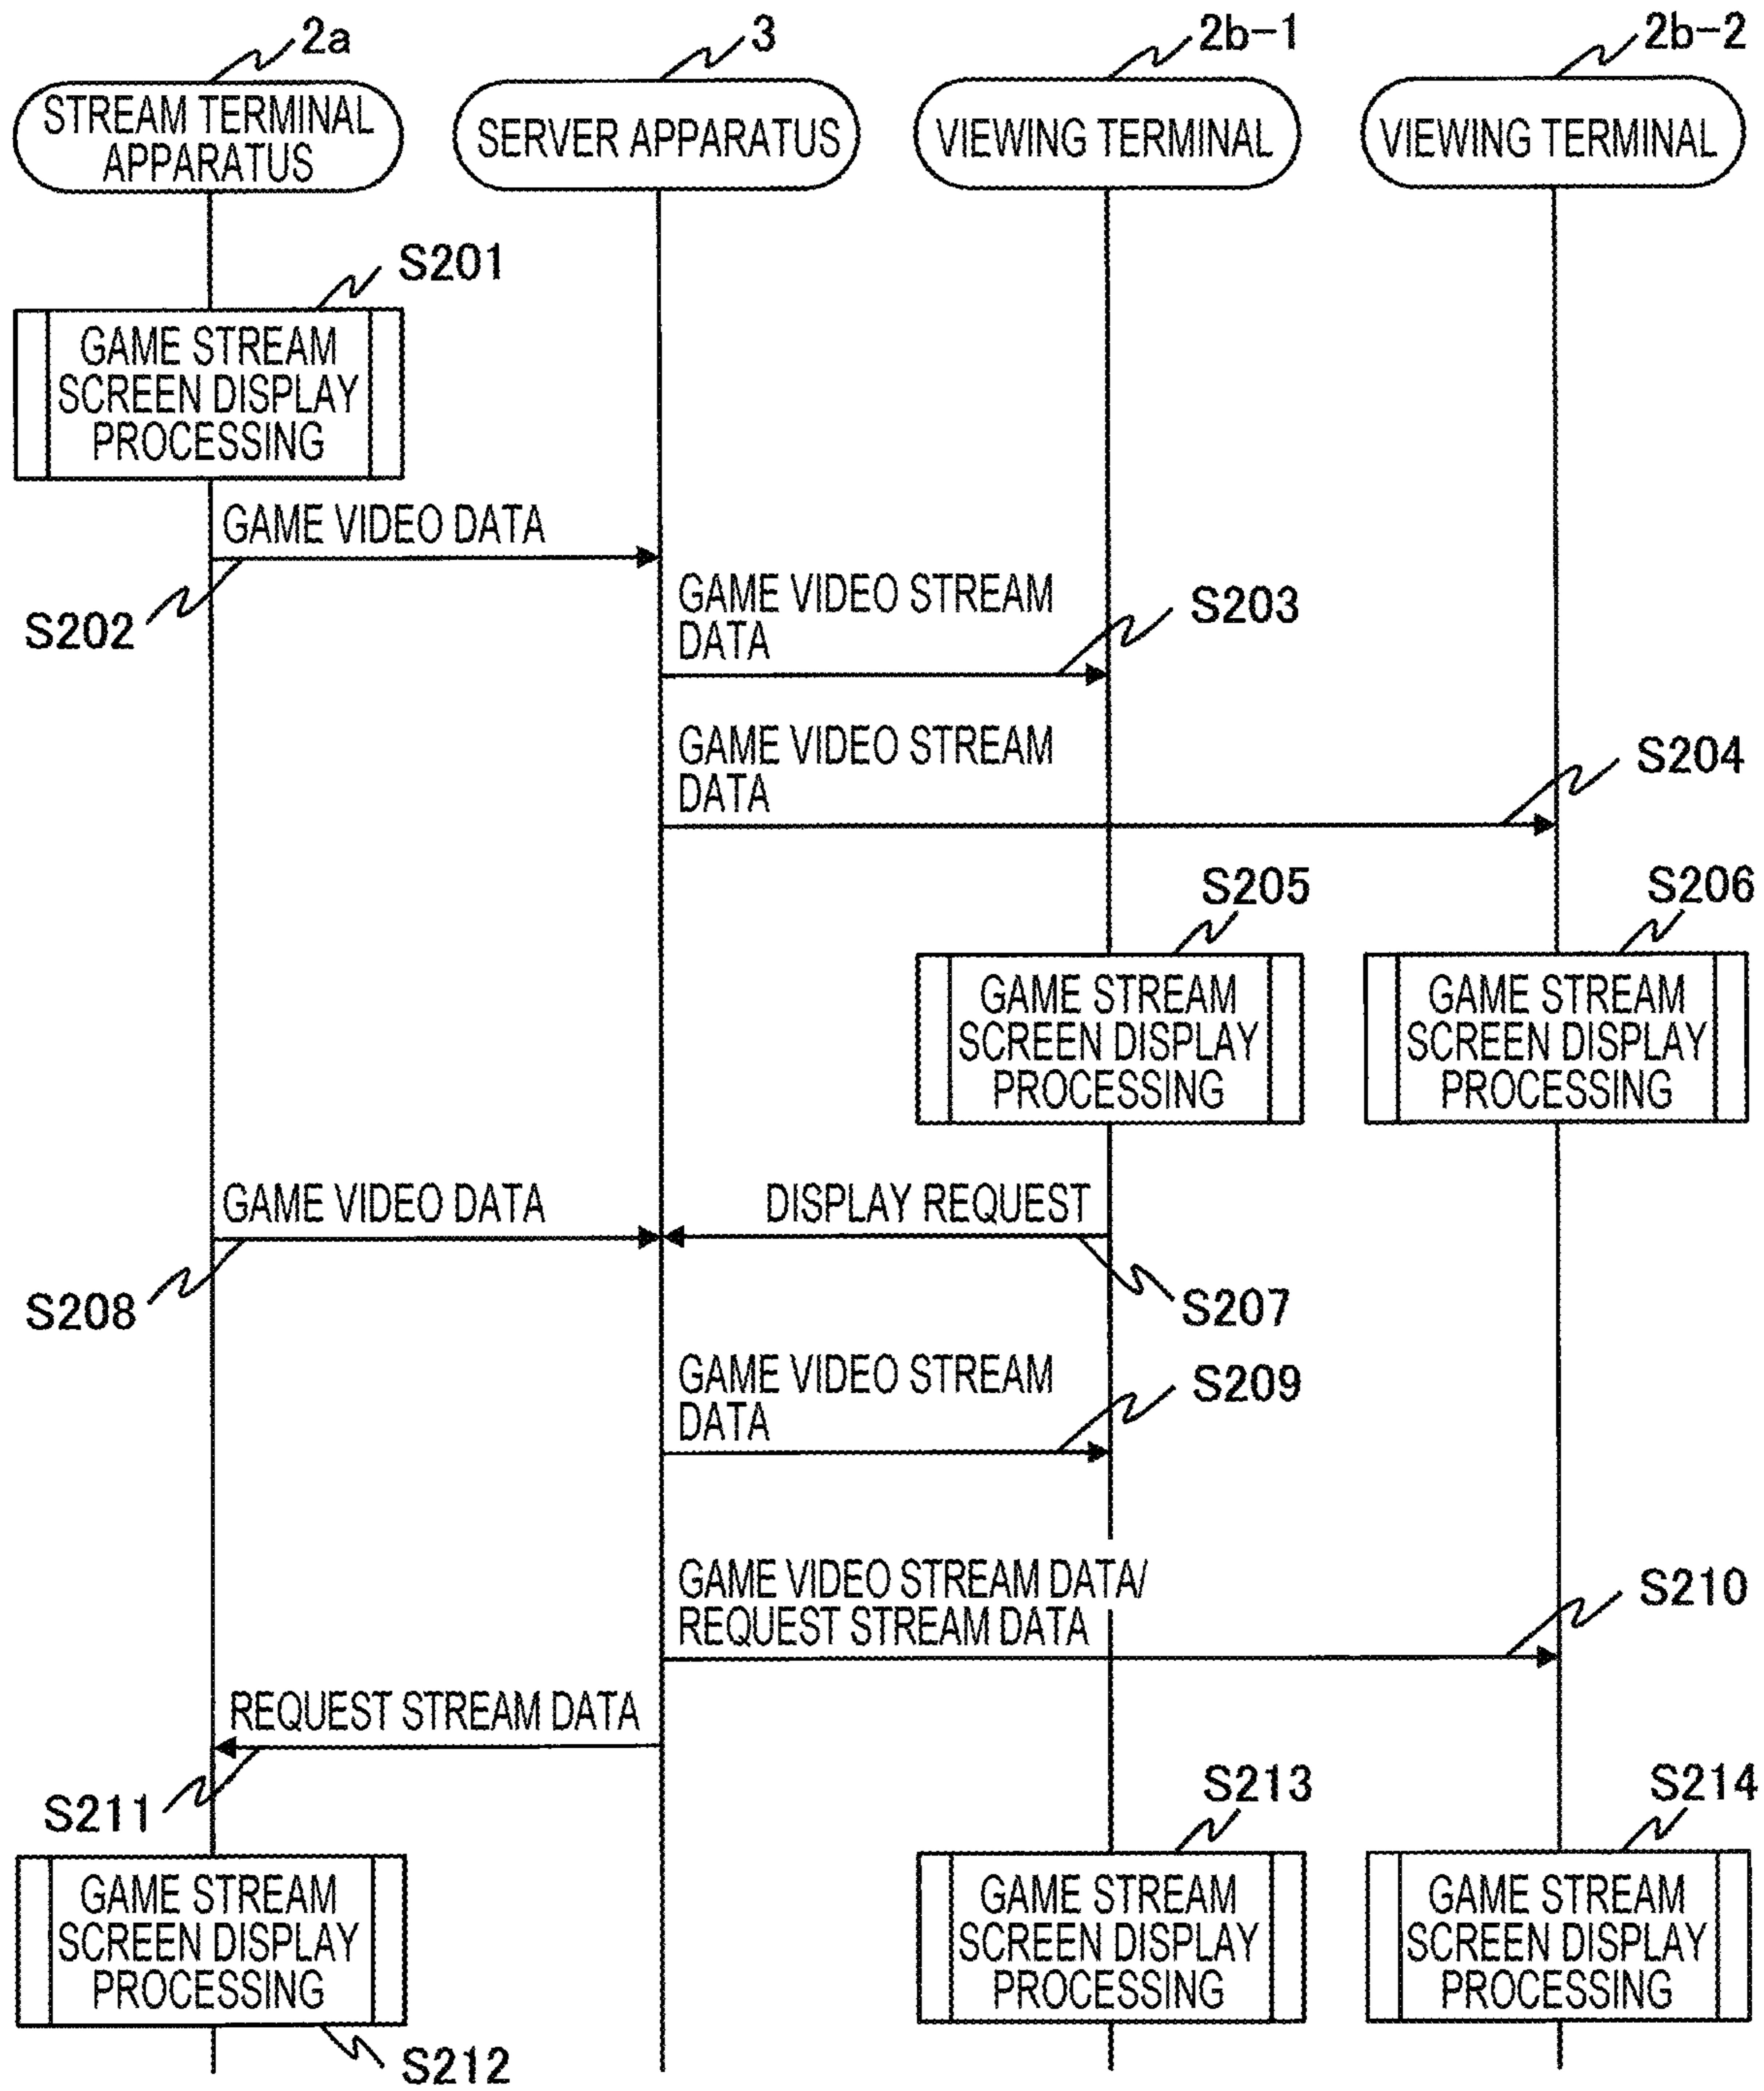 2a
3
2b-1
2b-2
STREAM TERMINAL
APPARATUS
SERVER APPARATUS
VIEWING TERMINAL
VIEWING TERMINAL
S201
GAME STREAM
SCREEN DISPLAY
PROCESSING
GAME VIDEO DATA
S202
GAME VIDEO STREAM
DATA
S203
GAME VIDEO STREAM
DATA
S204
S205
S206
GAME STREAM
SCREEN DISPLAY
PROCESSING
GAME STREAM
SCREEN DISPLAY
PROCESSING
GAME VIDEO DATA
DISPLAY REQUEST
S208
S207
GAME VIDEO STREAM
DATA
S209
GAME VIDEO STREAM DATA/
REQUEST STREAM DATA
S210
REQUEST STREAM DATA
S211
S213
S214
GAME STREAM
SCREEN DISPLAY
PROCESSING
GAME STREAM
SCREEN DISPLAY
PROCESSING
GAME STREAM
SCREEN DISPLAY
PROCESSING
S212